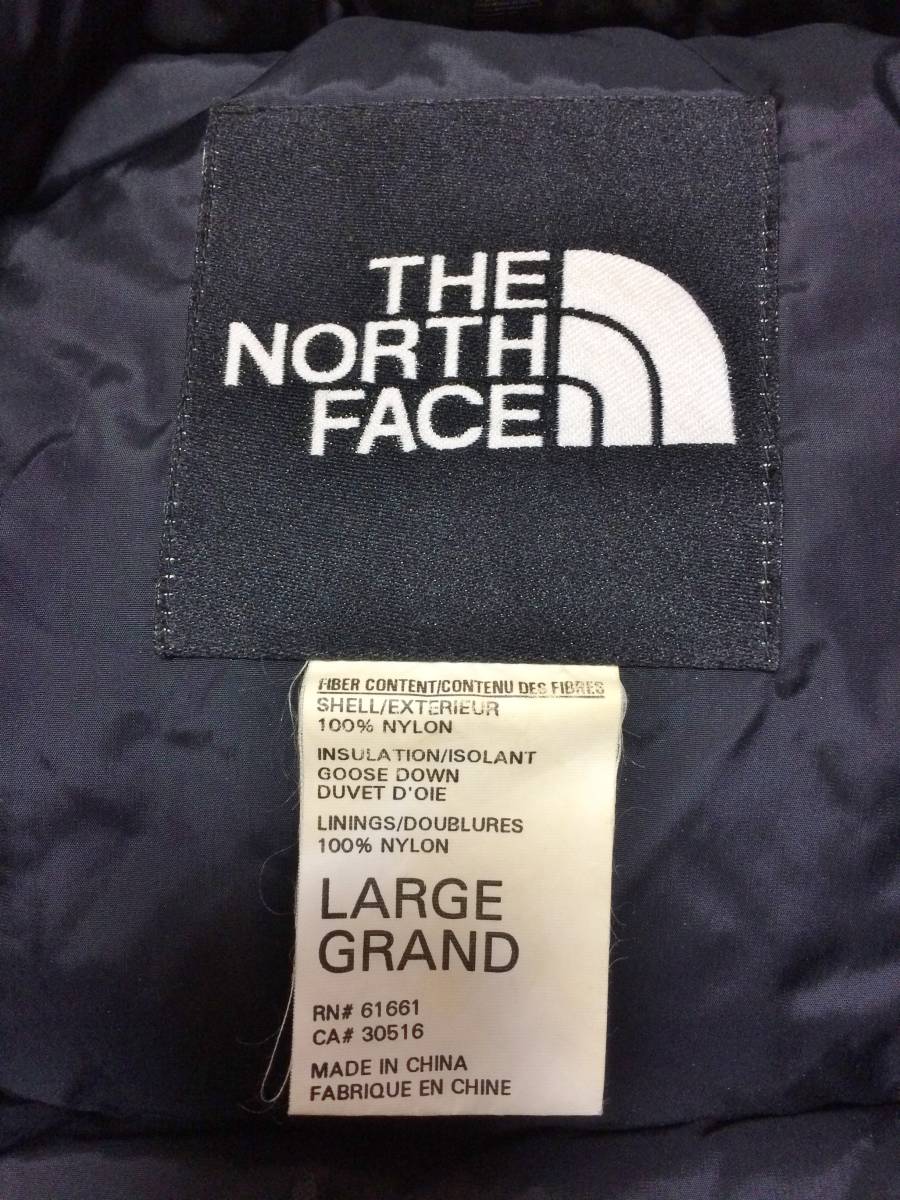 THE
NORTH
FACE
FIBER CONTENT/CONTENU DES FIBRES
SHELL/EXTERIEUR
100% NYLON
INSULATION/ISOLANT
GOOSE DOWN
DUVET D'OIE
LININGS/DOUBLURES
100% NYLON
LARGE
GRAND
RN# 61661
CA# 30516
MADE IN CHINA
FABRIQUE EN CHINE